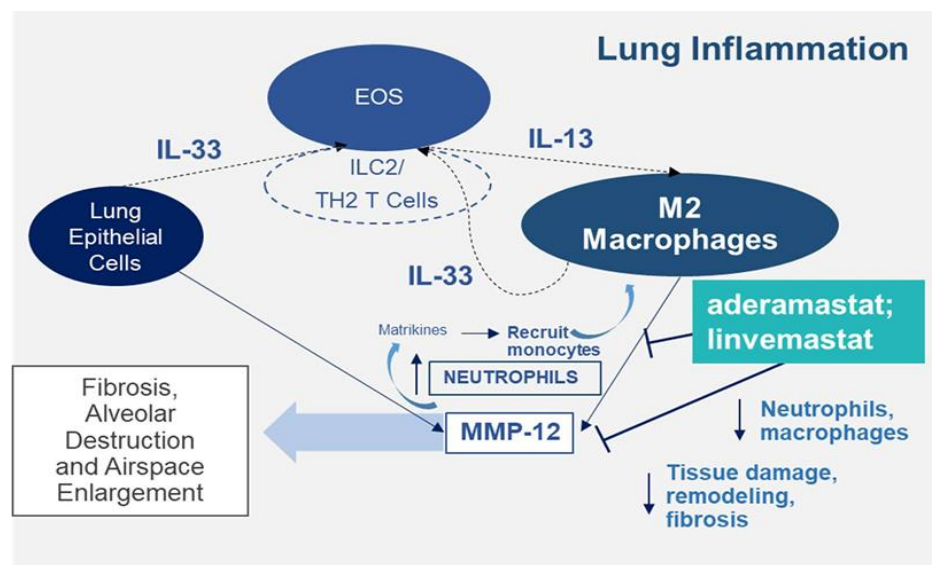 Lung Inflammation
EOS
IL-33
IL-13
ILC2/
TH2 T Cells
Lung
Epithelial
Cells
M2
Macrophages
IL-33
aderamastat;
linvemastat
Matrikines
Recruit
monocytes
NEUTROPHILS
Fibrosis,
Alveolar
Destruction
and Airspace
Enlargement
MMP-12
Neutrophils,
macrophages
Tissue damage,
remodeling,
fibrosis